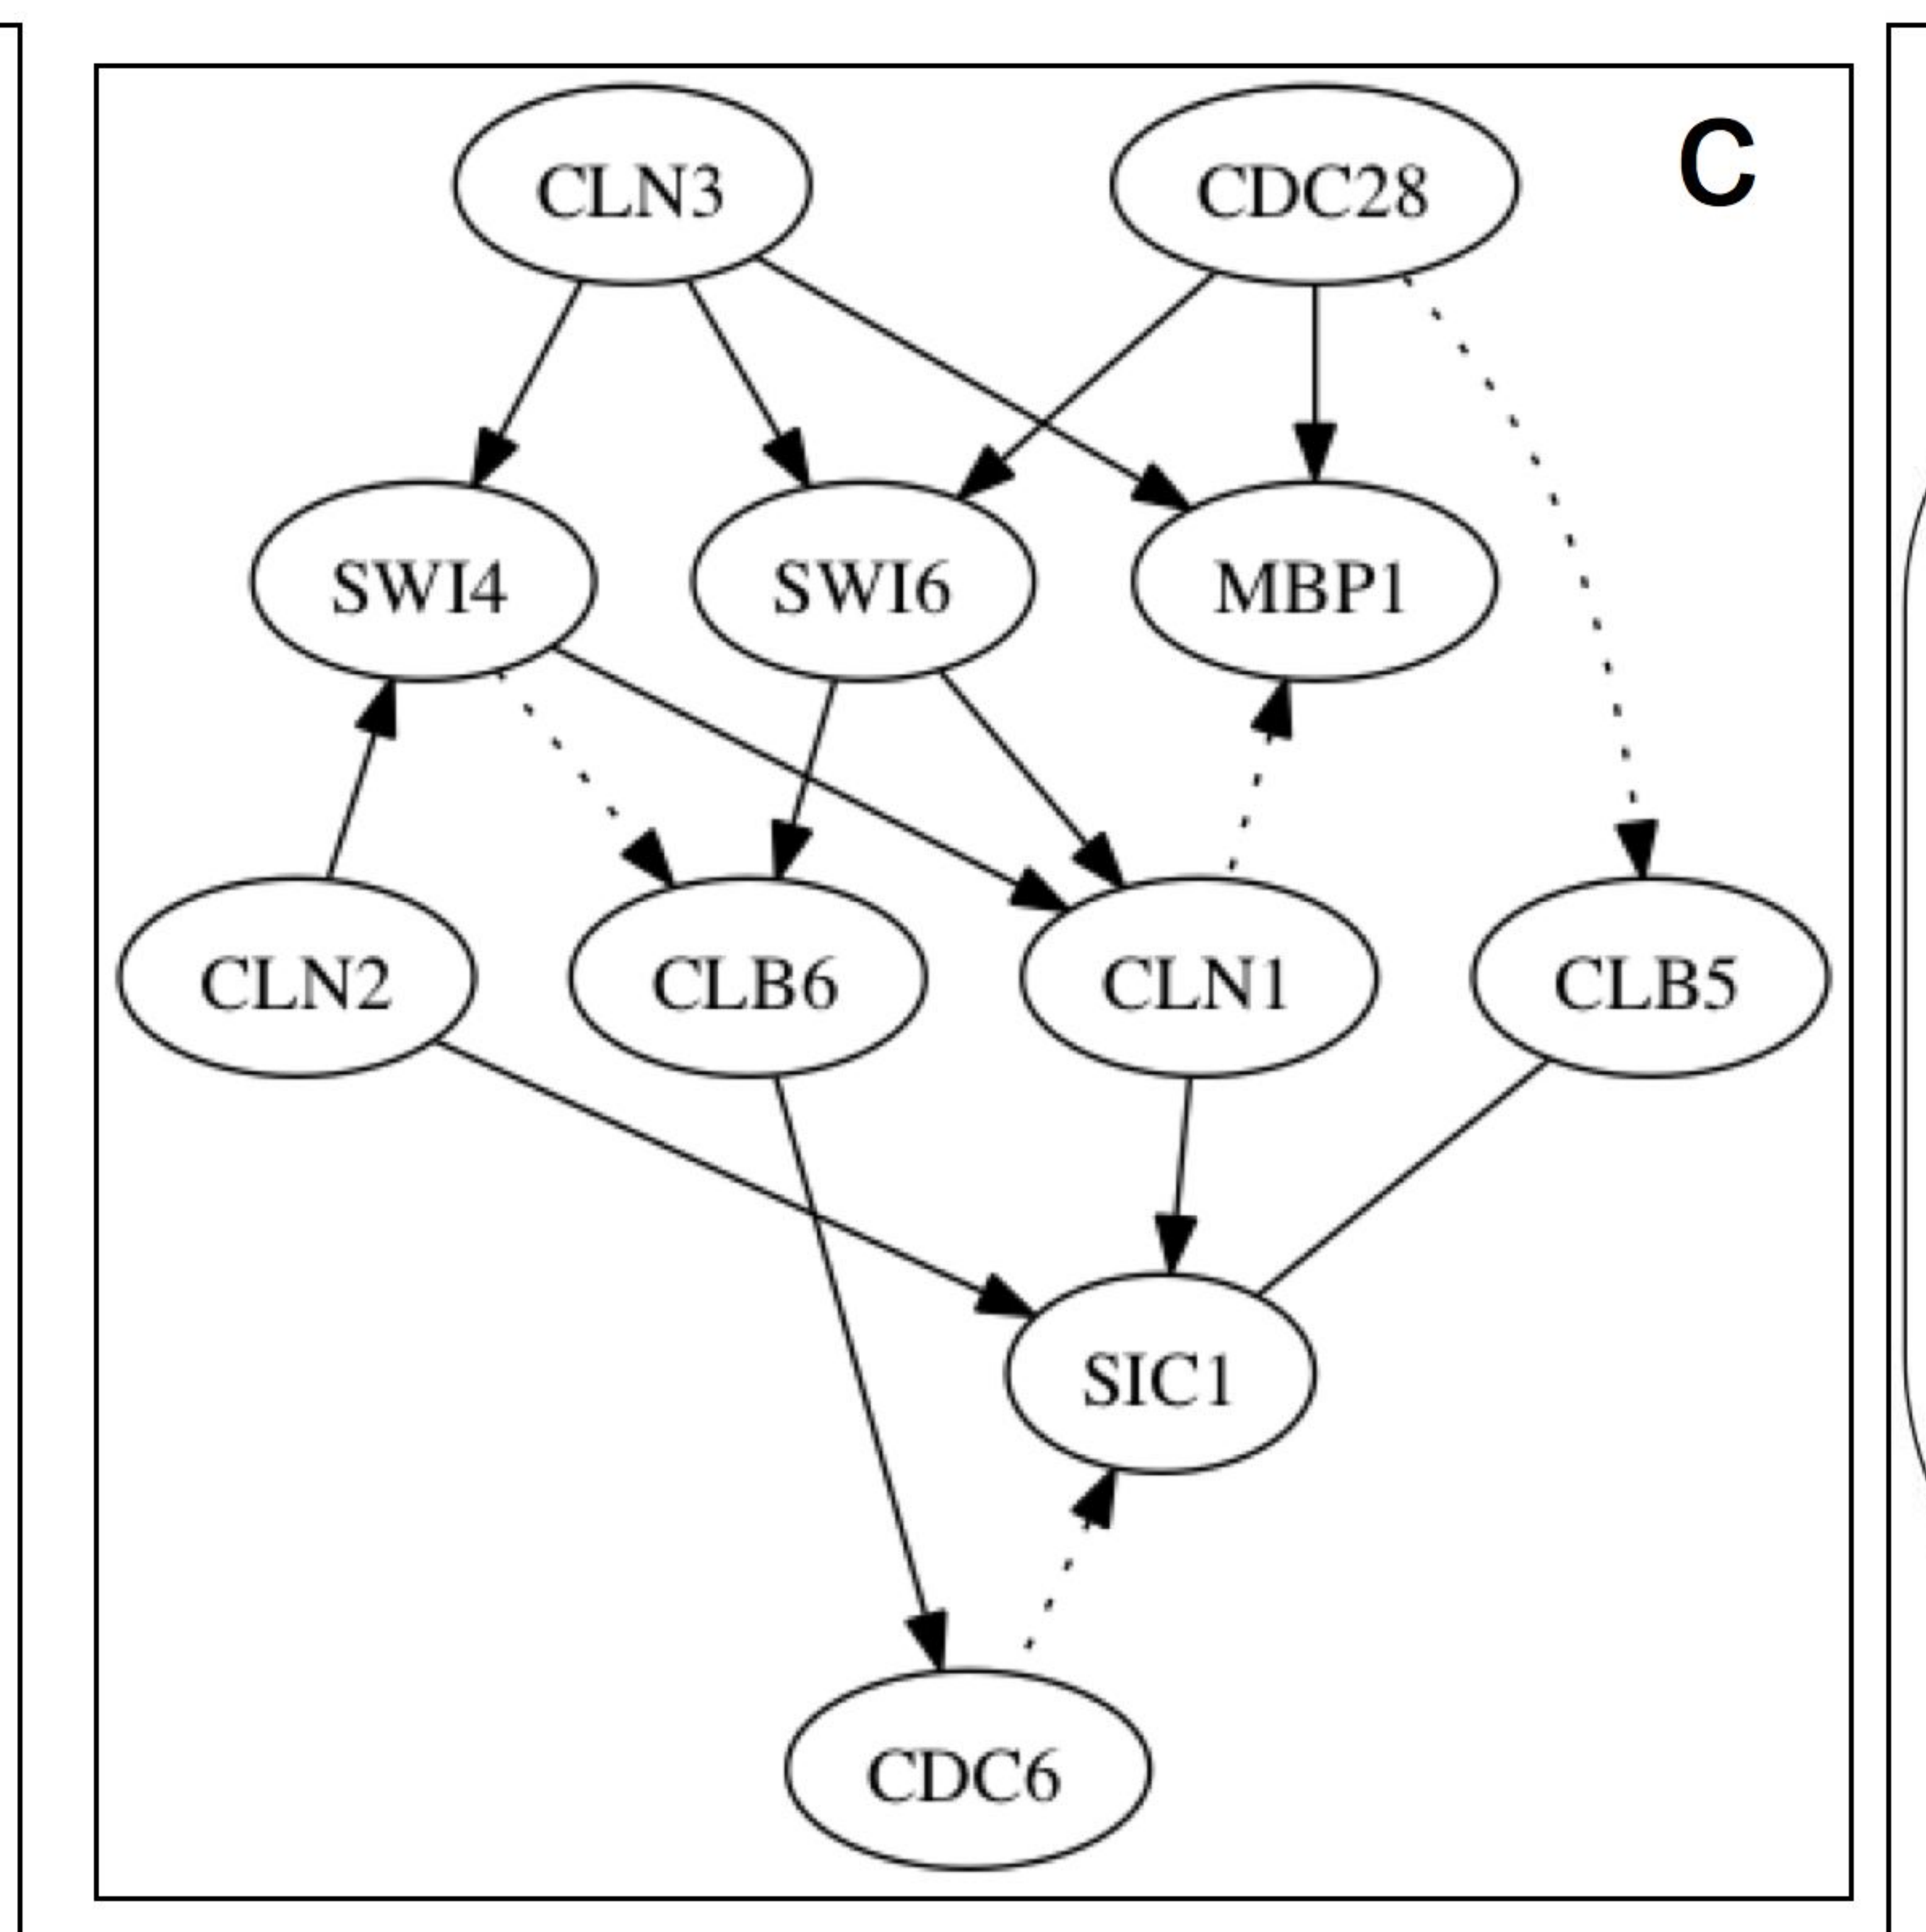 C
CLN3
CDC28
SWI4
SWI6
MBP1
CLN2
CLB6
CLN1
CLB5
SIC1
CDC6